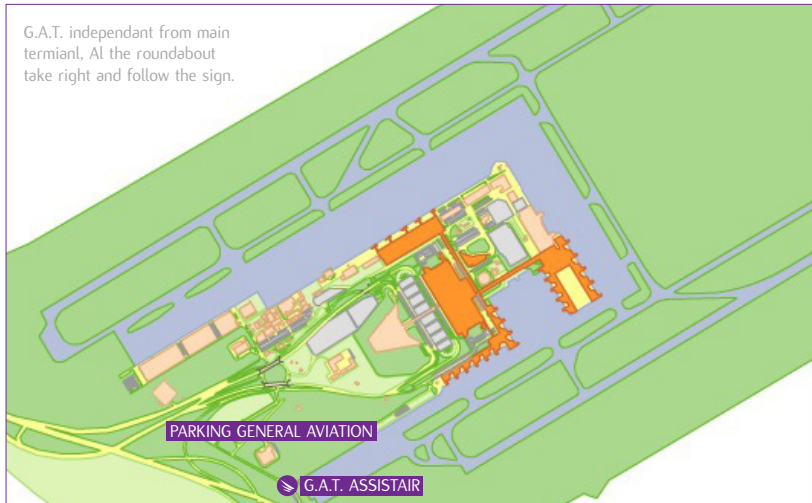 G.A.T. independant from main
termianl, Al the roundabout
take right and follow the sign.
PARKING GENERAL AVIATION
G.A.T. ASSISTAIR